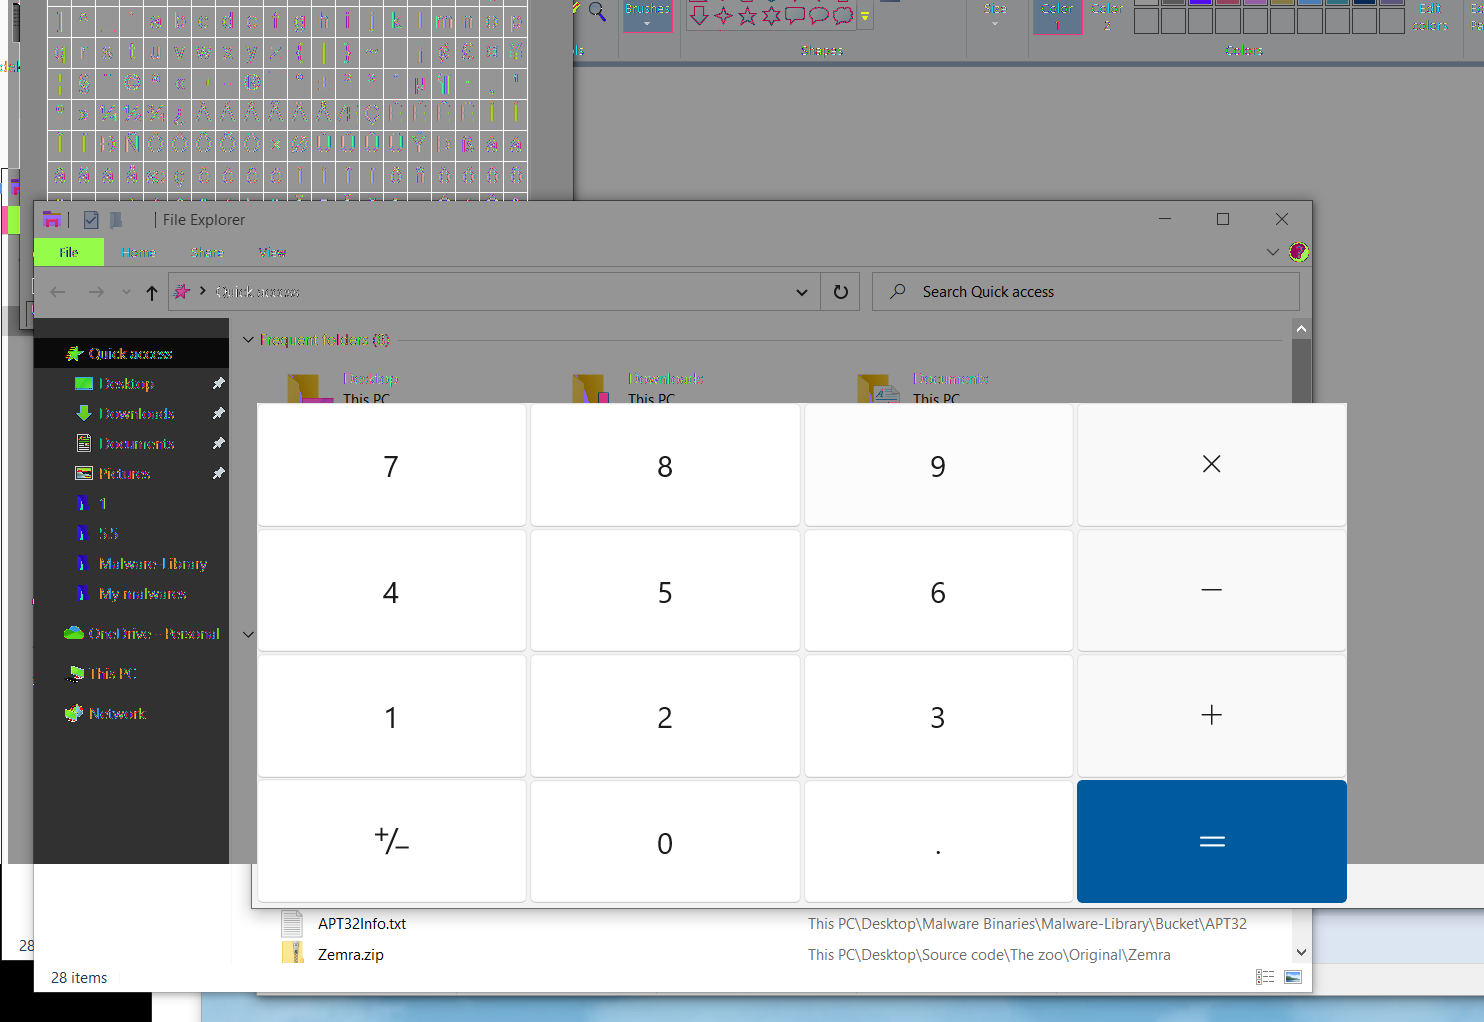 Brushes
Shapes
Size
Color 1
Color 2
Colors
Edit colors
] ^ _ ` a b c d e f g h i j k l m n o p
q r s t u v w x y z { | } ~
File Explorer
File Home Share View
Quick access
Search Quick access
Frequent folders (8)
Quick access
Desktop
Downloads
Documents
Pictures
1
5.5
Malware-Library
My malwares
OneDrive - Personal
This PC
Network
Desktop
This PC
Downloads
This PC
Documents
This PC
7 8 9 ×
4 5 6 −
1 2 3 +
+/− 0 . =
APT32Info.txt This PC\Desktop\Malware Binaries\Malware-Library\Bucket\APT32
Zemra.zip This PC\Desktop\Source code\The zoo\Original\Zemra
28
28 items